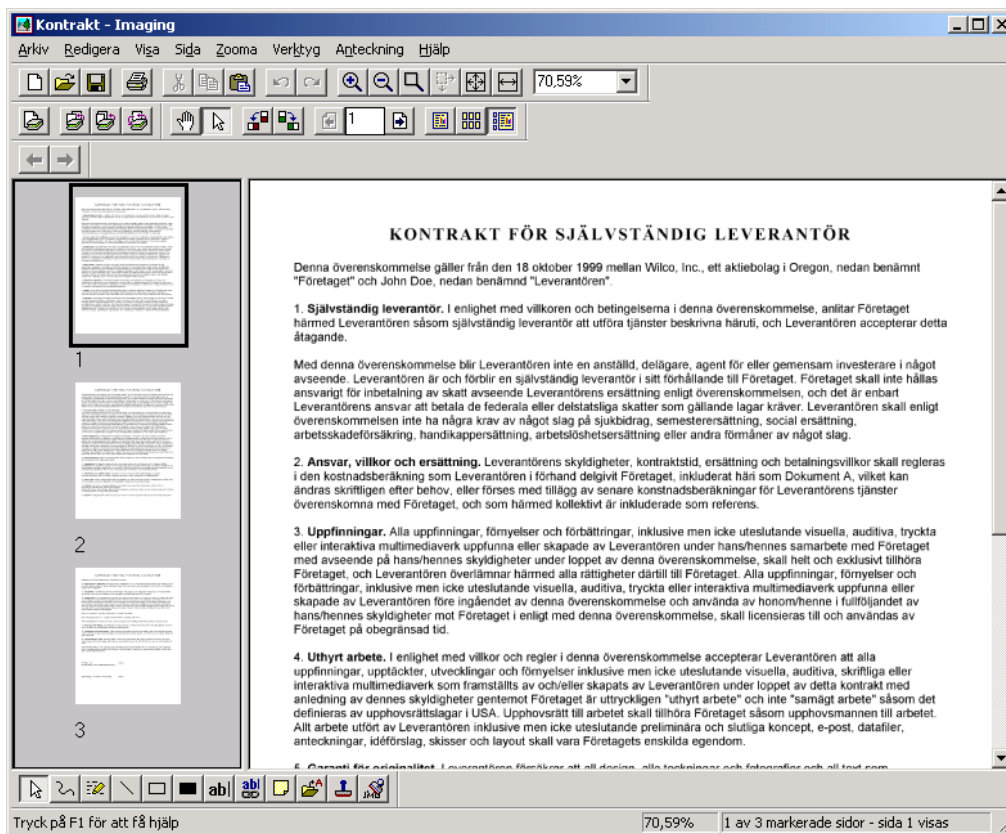 Kontrakt - Imaging
Arkiv Redigera Visa Sida Zooma Verktyg Anteckning Hjälp
70,59%
1
KONTRAKT FÖR SJÄLVSTÄNDIG LEVERANTÖR
Denna överenskommelse gäller från den 18 oktober 1999 mellan Wilco, Inc., ett aktiebolag i Oregon, nedan benämnt
"Företaget" och John Doe, nedan benämnd "Leverantören".
1. Självständig leverantör. I enlighet med villkoren och betingelserna i denna överenskommelse, anlitar Företaget
härmed Leverantören såsom självständig leverantör att utföra tjänster beskrivna häruti, och Leverantören accepterar detta
åtagande.
Med denna överenskommelse blir Leverantören inte en anställd, delägare, agent för eller gemensam investerare i något
avseende. Leverantören är och förblir en självständig leverantör i sitt förhållande till Företaget. Företaget skall inte hållas
ansvarigt för inbetalning av skatt avseende Leverantörens ersättning enligt överenskommelsen, och det är enbart
Leverantörens ansvar att betala de federala eller delstatsliga skatter som gällande lagar kräver. Leverantören skall enligt
överenskommelsen inte ha några krav av något slag på sjukbidrag, semesterersättning, social ersättning,
arbetsskadeförsäkring, handikappersättning, arbetslöshetsersättning eller andra förmåner av något slag.
2. Ansvar, villkor och ersättning. Leverantörens skyldigheter, kontraktstid, ersättning och betalningsvillkor skall regleras
i den kostnadsberäkning som Leverantören i förhand delgivit Företaget, inkluderat häri som Dokument A, vilket kan
ändras skriftligen efter behov, eller förses med tillägg av senare konstnadsberäkningar för Leverantörens tjänster
överenskomna med Företaget, och som härmed kollektivt är inkluderade som referens.
3. Uppfinningar. Alla uppfinningar, förnyelser och förbättringar, inklusive men icke uteslutande visuella, auditiva, tryckta
eller interaktiva multimediaverk uppfunna eller skapade av Leverantören under hans/hennes samarbete med Företaget
med avseende på hans/hennes skyldigheter under loppet av denna överenskommelse, skall helt och exklusivt tillhöra
Företaget, och Leverantören överlämnar härmed alla rättigheter därtill till Företaget. Alla uppfinningar, förnyelser och
förbättringar, inklusive men icke uteslutande visuella, auditiva, tryckta eller interaktiva multimediaverk uppfunna eller
skapade av Leverantören före ingåendet av denna överenskommelse och använda av honom/henne i fullföljandet av
hans/hennes skyldigheter mot Företaget i enligt med denna överenskommelse, skall licensieras till och användas av
Företaget på obegränsad tid.
4. Uthyrt arbete. I enlighet med villkor och regler i denna överenskommelse accepterar Leverantören att alla
uppfinningar, upptäckter, utvecklingar och förnyelser inklusive men icke uteslutande visuella, auditiva, skriftliga eller
interaktiva multimediaverk som framställts av och/eller skapats av Leverantören under loppet av detta kontrakt med
anledning av dennes skyldigheter gentemot Företaget är uttryckligen "uthyrt arbete" och inte "samägt arbete" såsom det
definieras av upphovsrättslagar i USA. Upphovsrätt till arbetet skall tillhöra Företaget såsom upphovsmannen till arbetet.
Allt arbete utfört av Leverantören inklusive men icke uteslutande preliminära och slutliga koncept, e-post, datafiler,
anteckningar, idéförslag, skisser och layout skall vara Företagets enskilda egendom.
5. Garanti för originalitet. Leverantören försäkrar att all design, alla teckningar och fotografier och all text som
1
2
3
ab|
abl
Tryck på F1 för att få hjälp
70,59%
1 av 3 markerade sidor - sida 1 visas